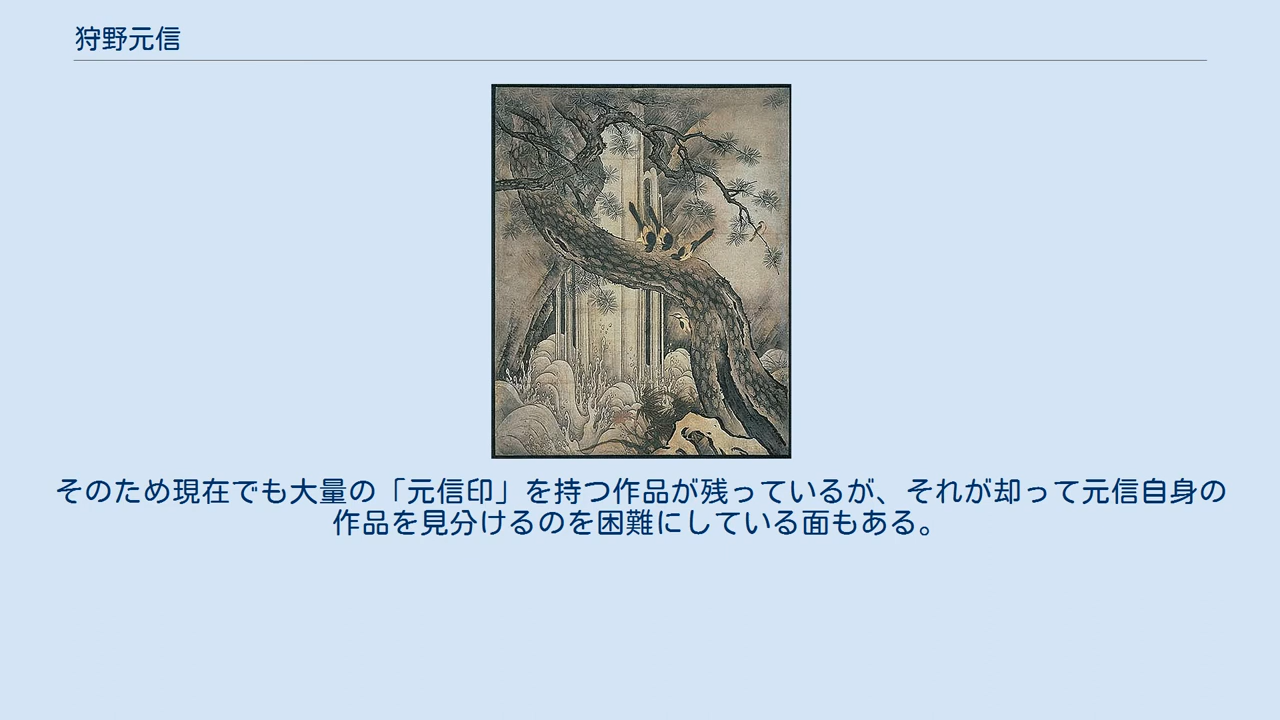 狩野元信
そのため現在でも大量の「元信印」を持つ作品が残っているが、それが却って元信自身の
作品を見分けるのを困難にしている面もある。